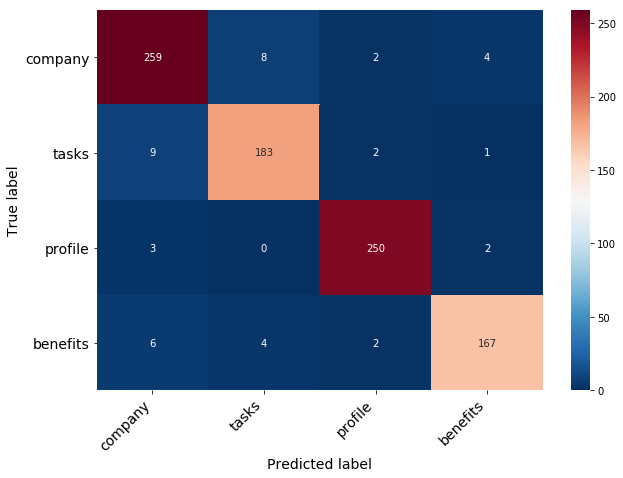 company 259 8 2 4
tasks 9 183 2 1
profile 3 0 250 2
benefits 6 4 2 167
True label
company tasks profile benefits
Predicted label
250
200
150
100
50
0